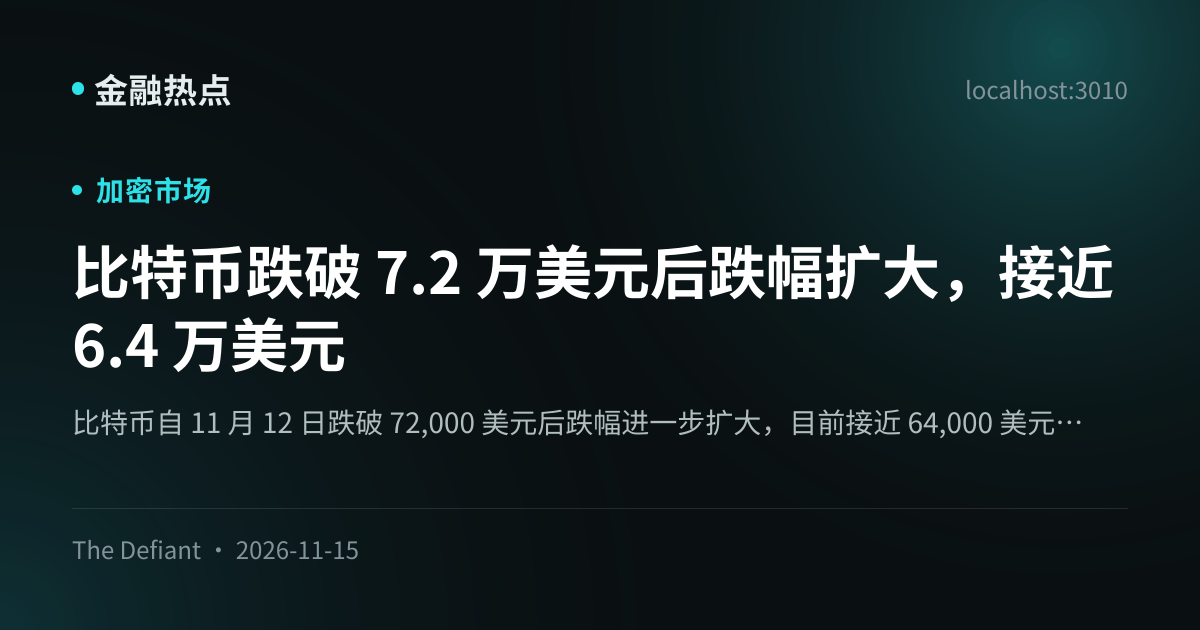 金融热点
localhost:3010
加密市场
比特币跌破 7.2 万美元后跌幅扩大，接近
6.4 万美元
比特币自 11 月 12 日跌破 72,000 美元后跌幅进一步扩大，目前接近 64,000 美元…
The Defiant · 2026-11-15